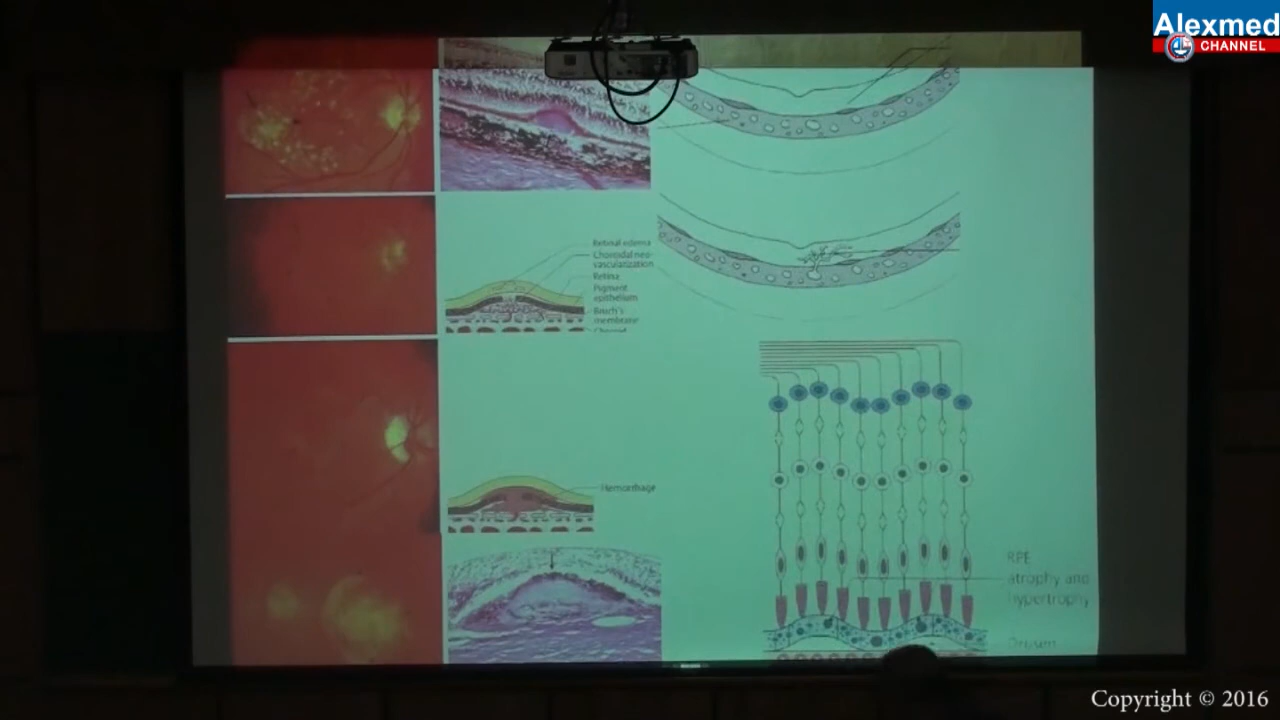 Alexmed
CHANNEL
Retinal edema
Choroidal neo-
vascularization
Retina
Pigment
epithelium
Bruch's
membrane
Choroid
Hemorrhage
RPE
atrophy and
hypertrophy
Drusen
Copyright © 2016